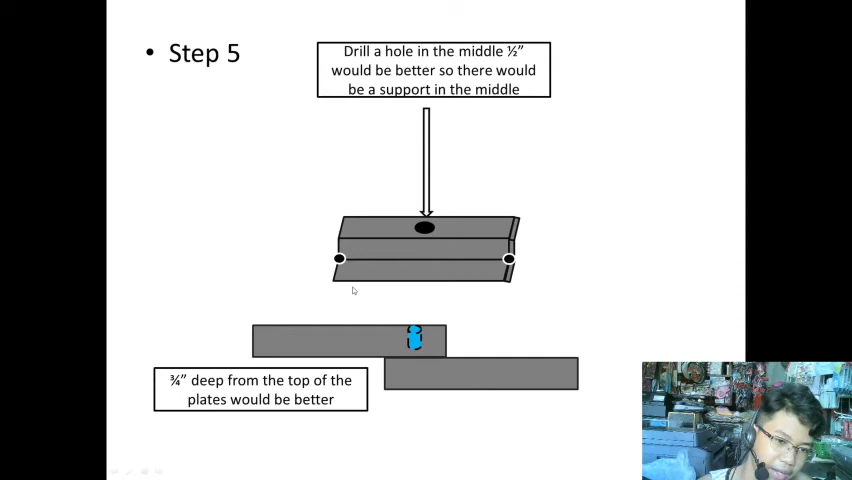 • Step 5
Drill a hole in the middle ½”
would be better so there would
be a support in the middle
¾” deep from the top of the
plates would be better